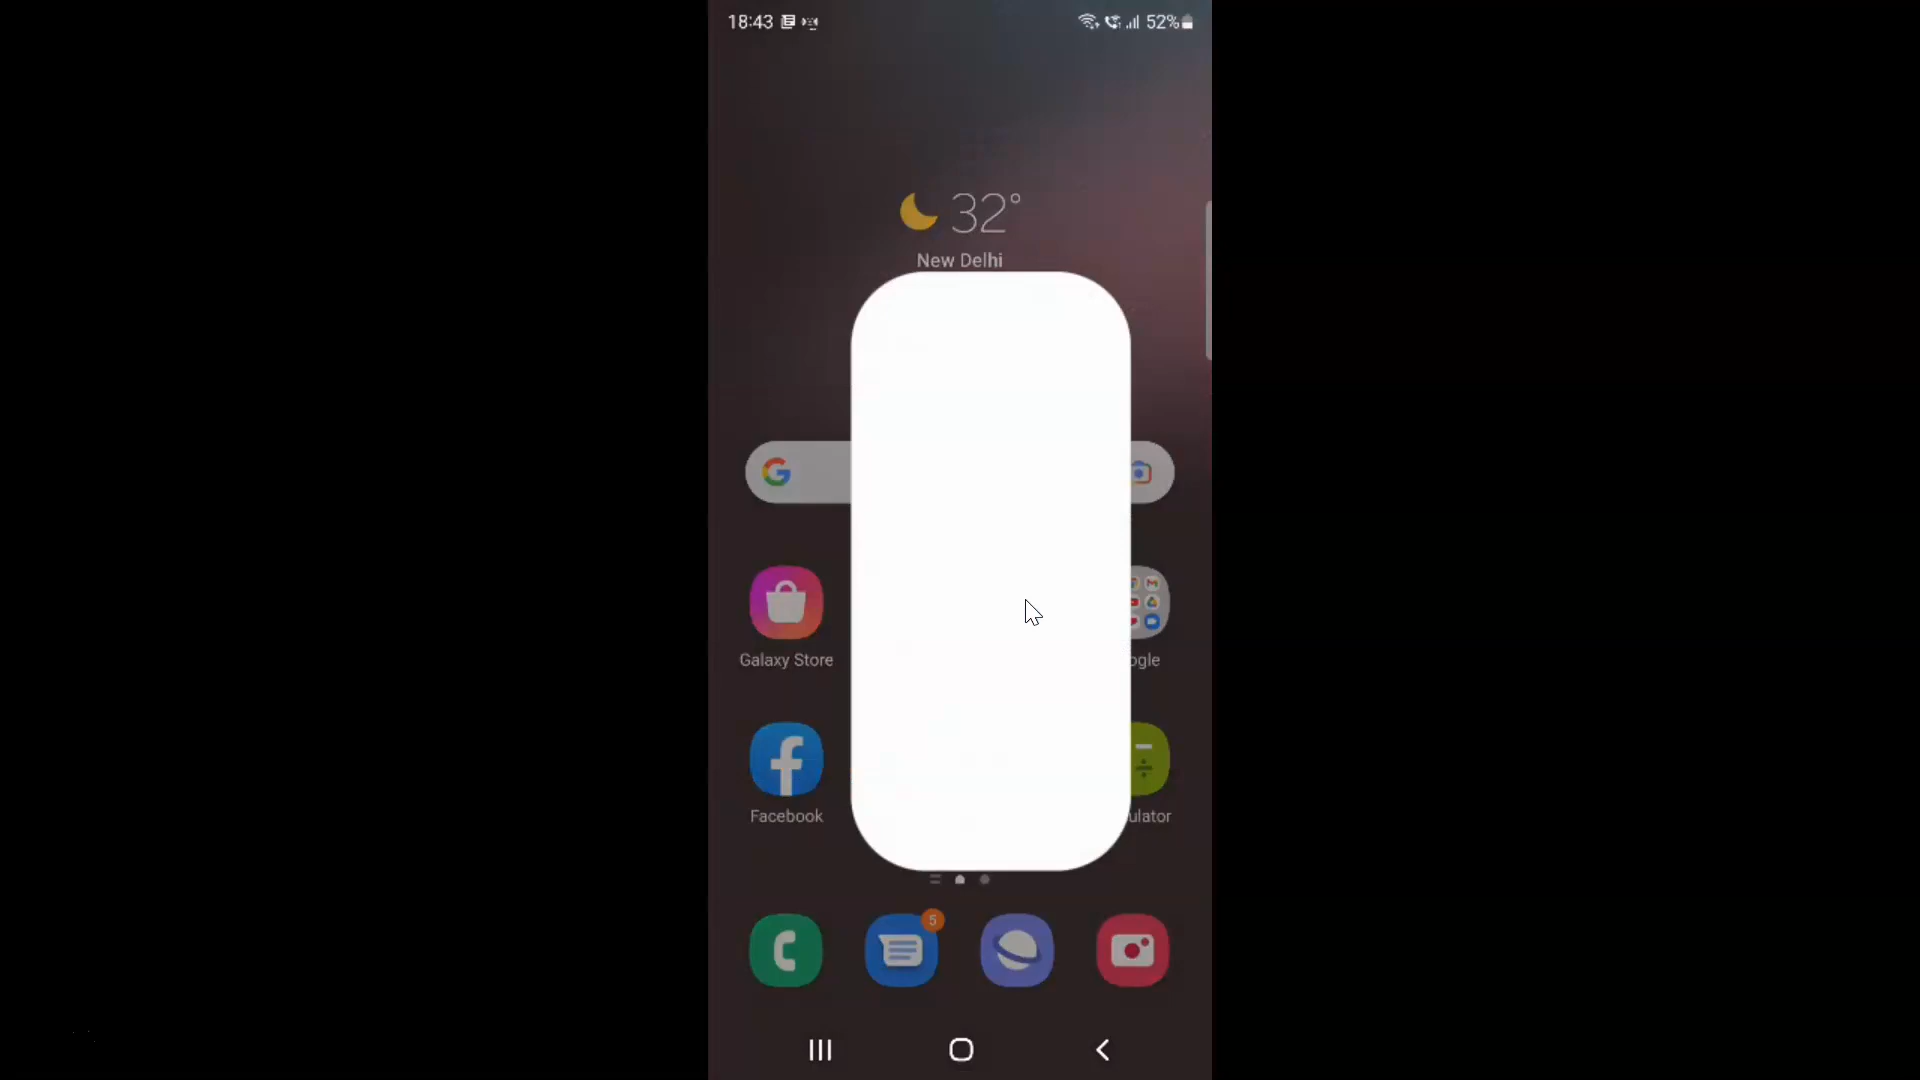 18:43 52%
32°
New Delhi
Galaxy Store ogle
Facebook ulator
5